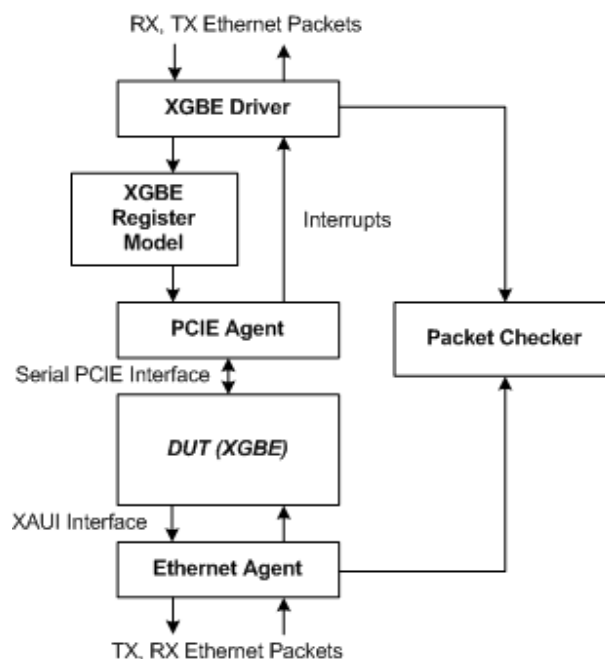 RX, TX Ethernet Packets
XGBE Driver
XGBE
Register
Model
Interrupts
PCIE Agent
Packet Checker
Serial PCIE Interface
DUT (XGBE)
XAUI Interface
Ethernet Agent
TX, RX Ethernet Packets